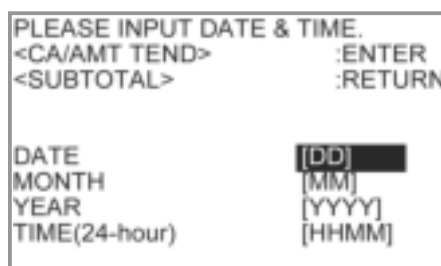 PLEASE INPUT DATE & TIME.
<CA/AMT TEND> :ENTER
<SUBTOTAL> :RETURN
DATE [DD]
MONTH [MM]
YEAR [YYYY]
TIME(24-hour) [HHMM]